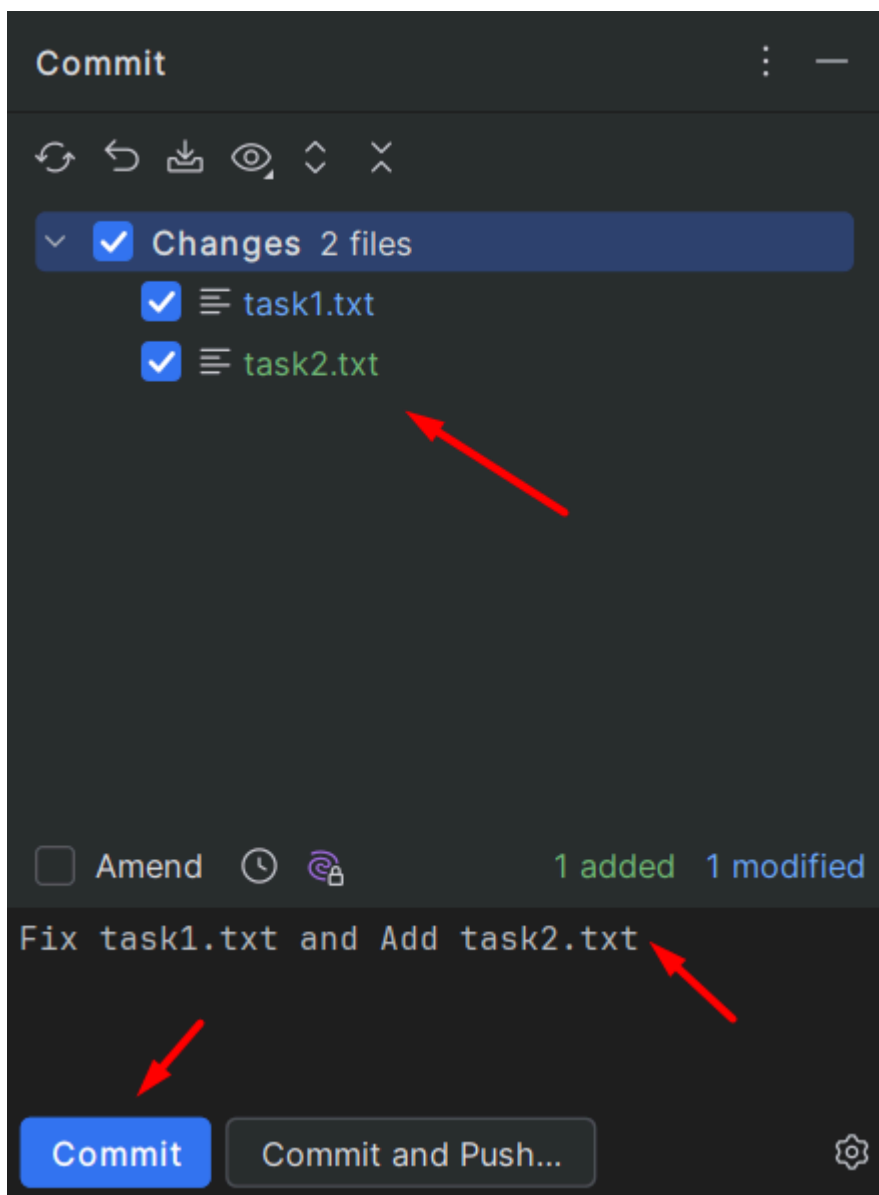 Commit
Changes 2 files
task1.txt
task2.txt
Amend 1 added 1 modified
Fix task1.txt and Add task2.txt
Commit Commit and Push...